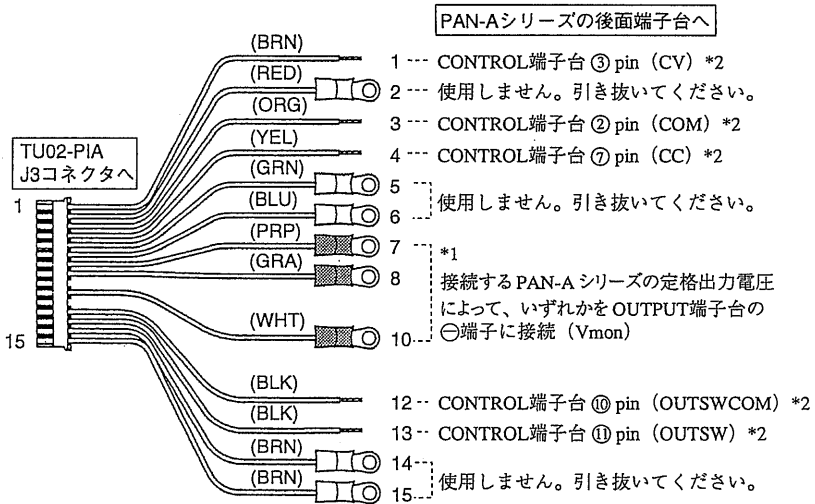 PAN-Aシリーズの後面端子台へ
(BRN)
1 --- CONTROL端子台 ③ pin（CV）*2
(RED)
2 --- 使用しません。引き抜いてください。
(ORG)
3 --- CONTROL端子台 ② pin（COM）*2
(YEL)
4 --- CONTROL端子台 ⑦ pin（CC）*2
TU02-PIA
J3コネクタへ
(GRN)
5
使用しません。引き抜いてください。
1
(BLU)
6
(PRP)
7
*1
(GRA)
8
接続するPAN-Aシリーズの定格出力電圧
によって、いずれかをOUTPUT端子台の
⊖端子に接続（Vmon）
(WHT)
10
15
(BLK)
12 -- CONTROL端子台 ⑩ pin（OUTSWCOM）*2
(BLK)
13 -- CONTROL端子台 ⑪ pin（OUTSW）*2
(BRN)
14
使用しません。引き抜いてください。
(BRN)
15